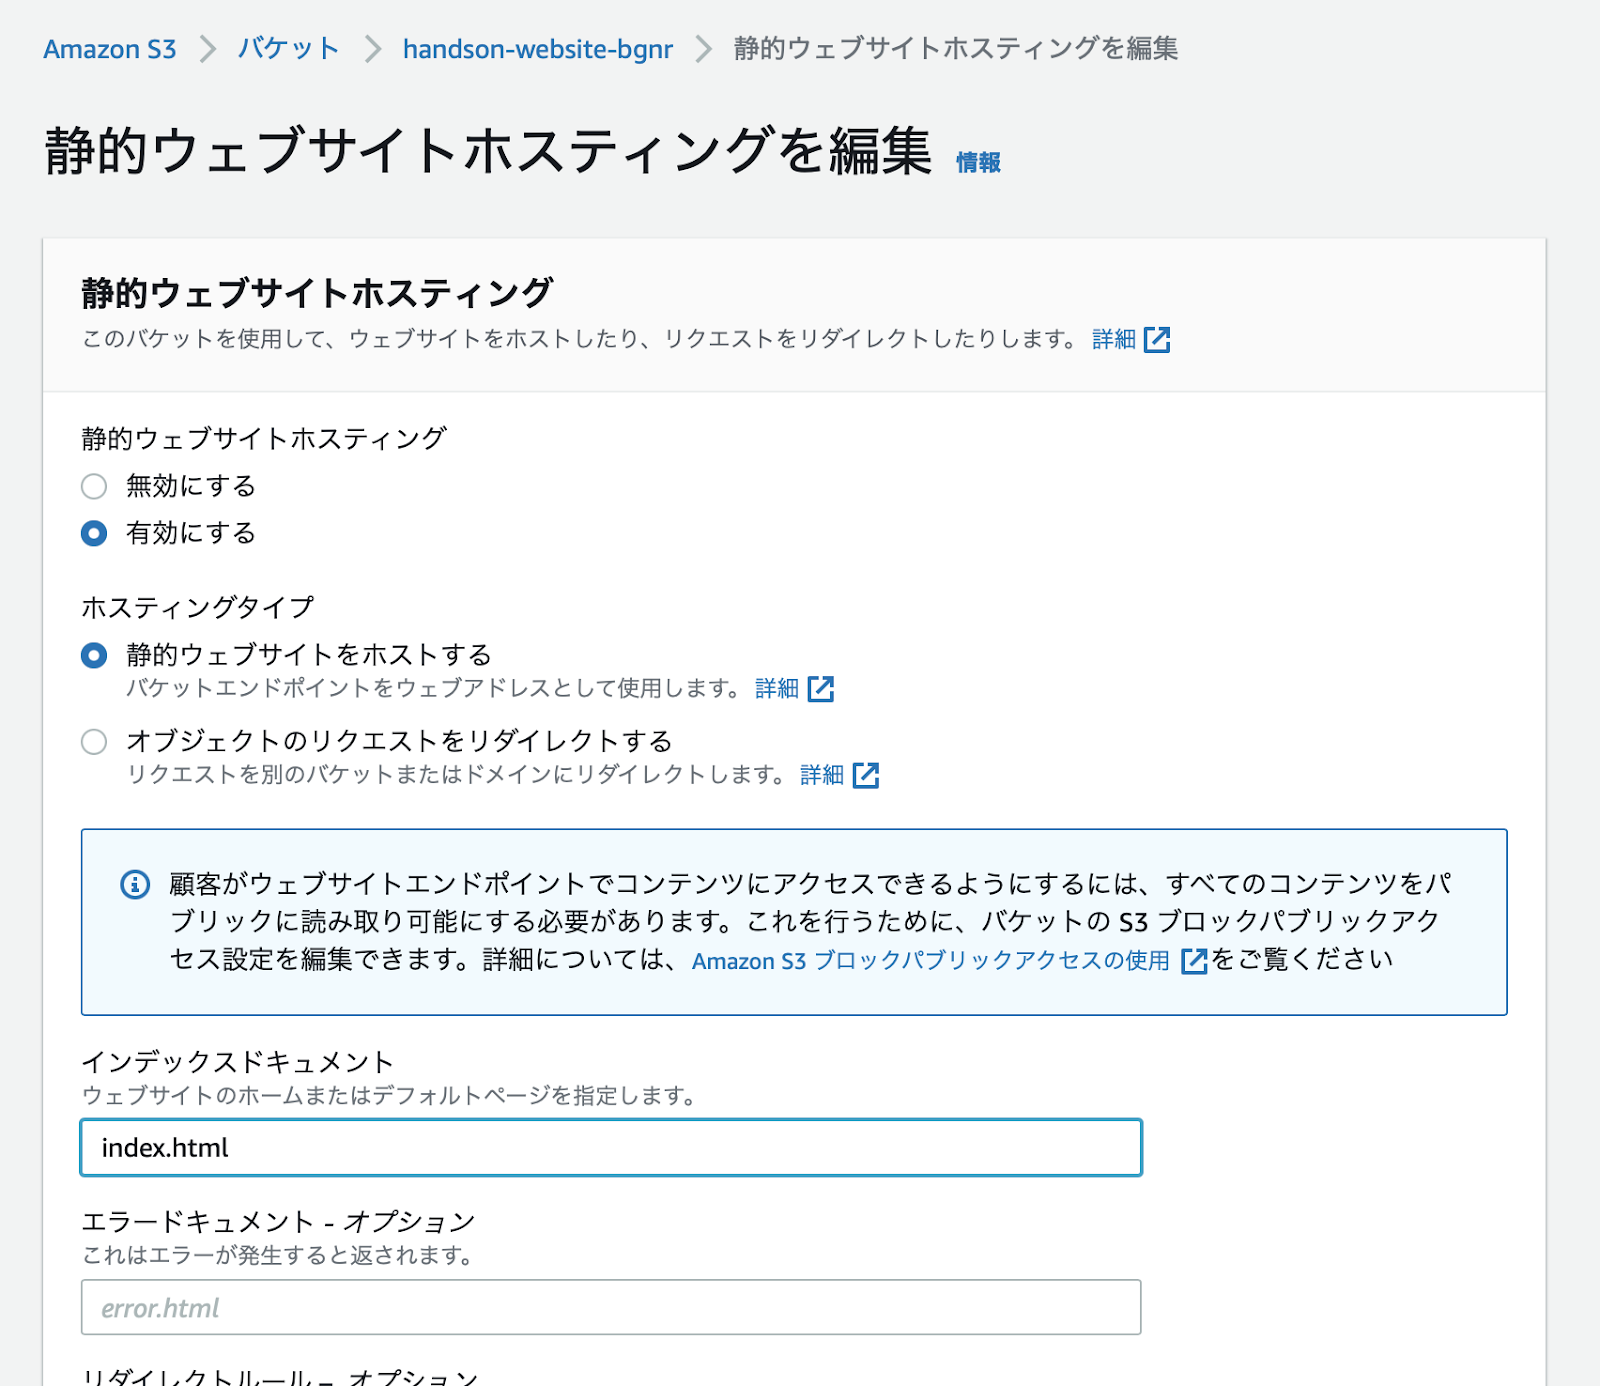 Amazon S3 > バケット > handson-website-bgnr > 静的ウェブサイトホスティングを編集
静的ウェブサイトホスティングを編集 情報
静的ウェブサイトホスティング
このバケットを使用して、ウェブサイトをホストしたり、リクエストをリダイレクトしたりします。 詳細
静的ウェブサイトホスティング
無効にする
有効にする
ホスティングタイプ
静的ウェブサイトをホストする
バケットエンドポイントをウェブアドレスとして使用します。 詳細
オブジェクトのリクエストをリダイレクトする
リクエストを別のバケットまたはドメインにリダイレクトします。 詳細
顧客がウェブサイトエンドポイントでコンテンツにアクセスできるようにするには、すべてのコンテンツをパ
ブリックに読み取り可能にする必要があります。これを行うために、バケットの S3 ブロックパブリックアク
セス設定を編集できます。詳細については、Amazon S3 ブロックパブリックアクセスの使用 をご覧ください
インデックスドキュメント
ウェブサイトのホームまたはデフォルトページを指定します。
index.html
エラードキュメント - オプション
これはエラーが発生すると返されます。
error.html
リダイレクトルール – オプション